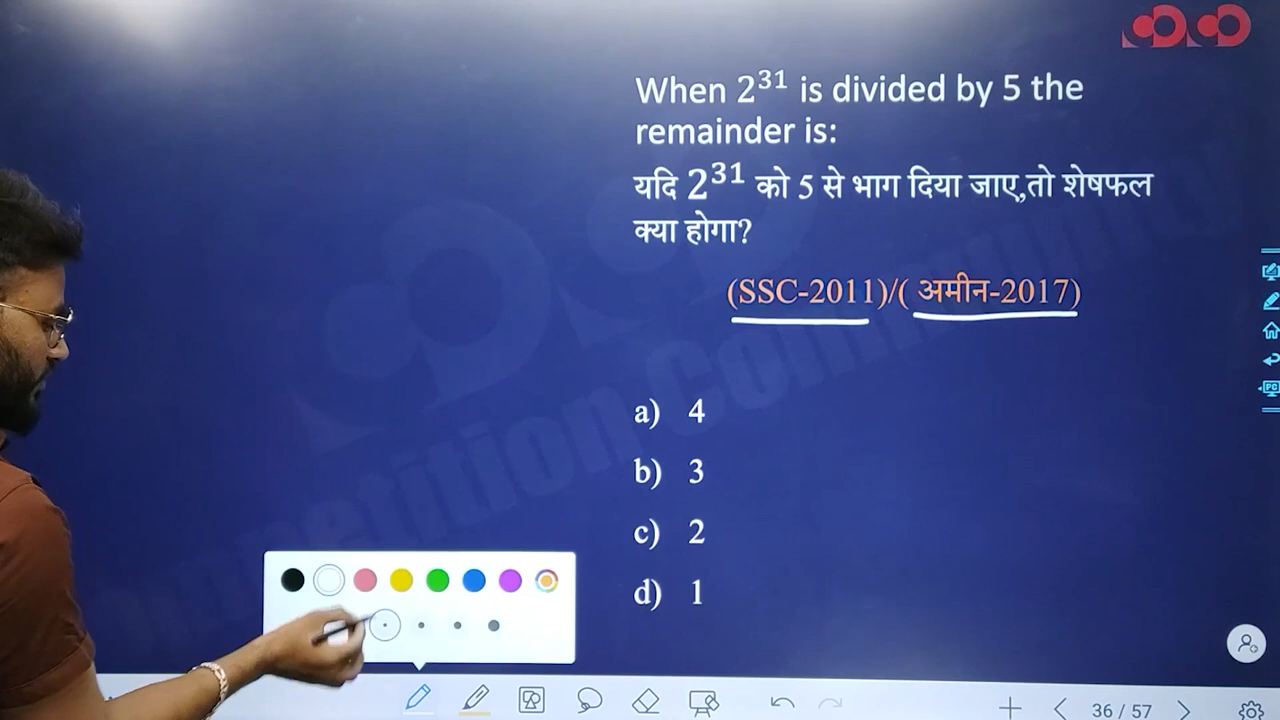 When 2³¹ is divided by 5 the
remainder is:
यदि 2³¹ को 5 से भाग दिया जाए,तो शेषफल
क्या होगा?
(SSC-2011)/( अमीन-2017)
a) 4
b) 3
c) 2
d) 1
PC
36 / 57